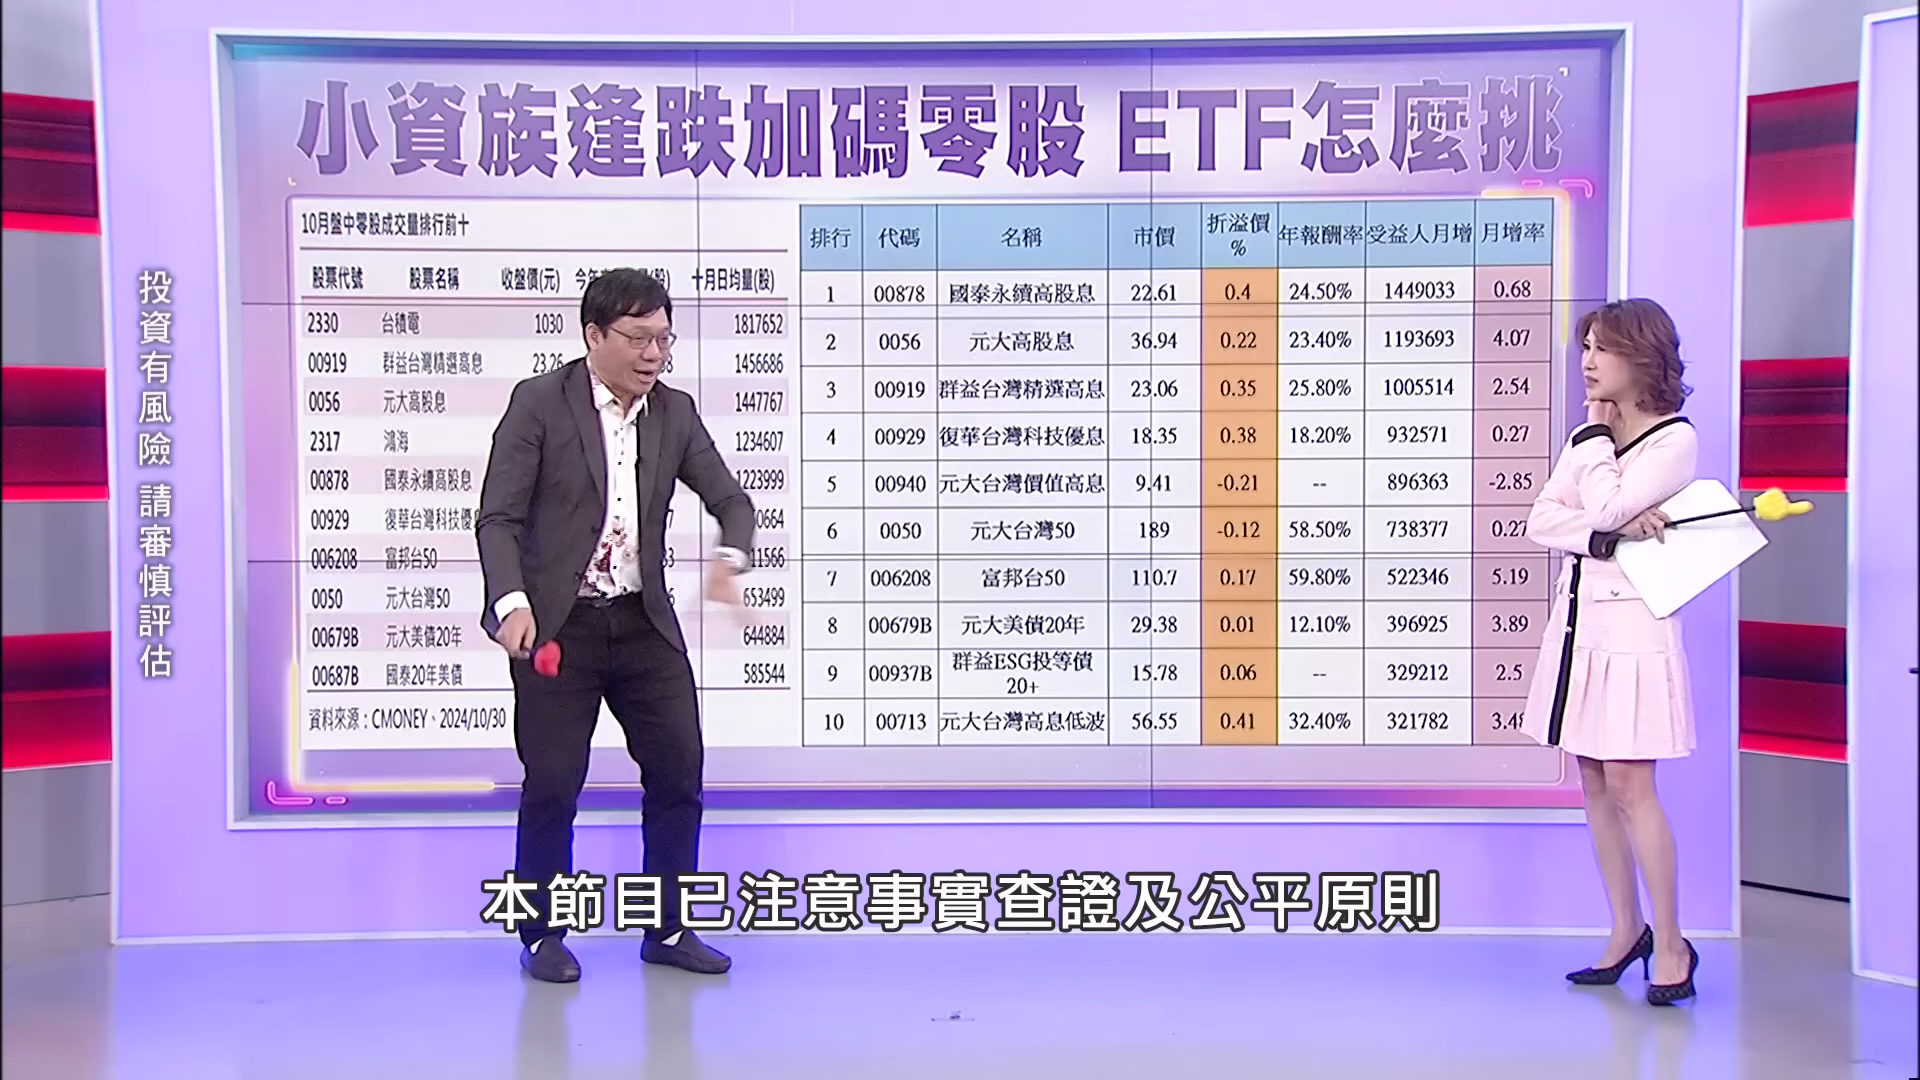 小資族逢跌加碼零股 ETF怎麼挑
投資有風險 請審慎評估
10月盤中零股成交量排行前十
股票代號 股票名稱 收盤價(元) 今年 (股) 十月日均量(股)
2330 台積電 1030 1817652
00919 群益台灣精選高息 23.26 1456686
0056 元大高股息 1447767
2317 鴻海 1234607
00878 國泰永續高股息 1223999
00929 復華台灣科技優息
006208 富邦台50
0050 元大台灣50 653499
00679B 元大美債20年 644884
00687B 國泰20年美債 585544
資料來源：CMONEY、2024/10/30
排行 代碼 名稱 市價 折溢價% 年報酬率 受益人月增 月增率
1 00878 國泰永續高股息 22.61 0.4 24.50% 1449033 0.68
2 0056 元大高股息 36.94 0.22 23.40% 1193693 4.07
3 00919 群益台灣精選高息 23.06 0.35 25.80% 1005514 2.54
4 00929 復華台灣科技優息 18.35 0.38 18.20% 932571 0.27
5 00940 元大台灣價值高息 9.41 -0.21 -- 896363 -2.85
6 0050 元大台灣50 189 -0.12 58.50% 738377 0.27
7 006208 富邦台50 110.7 0.17 59.80% 522346 5.19
8 00679B 元大美債20年 29.38 0.01 12.10% 396925 3.89
9 00937B 群益ESG投等債20+ 15.78 0.06 -- 329212 2.5
10 00713 元大台灣高息低波 56.55 0.41 32.40% 321782 3.48
本節目已注意事實查證及公平原則